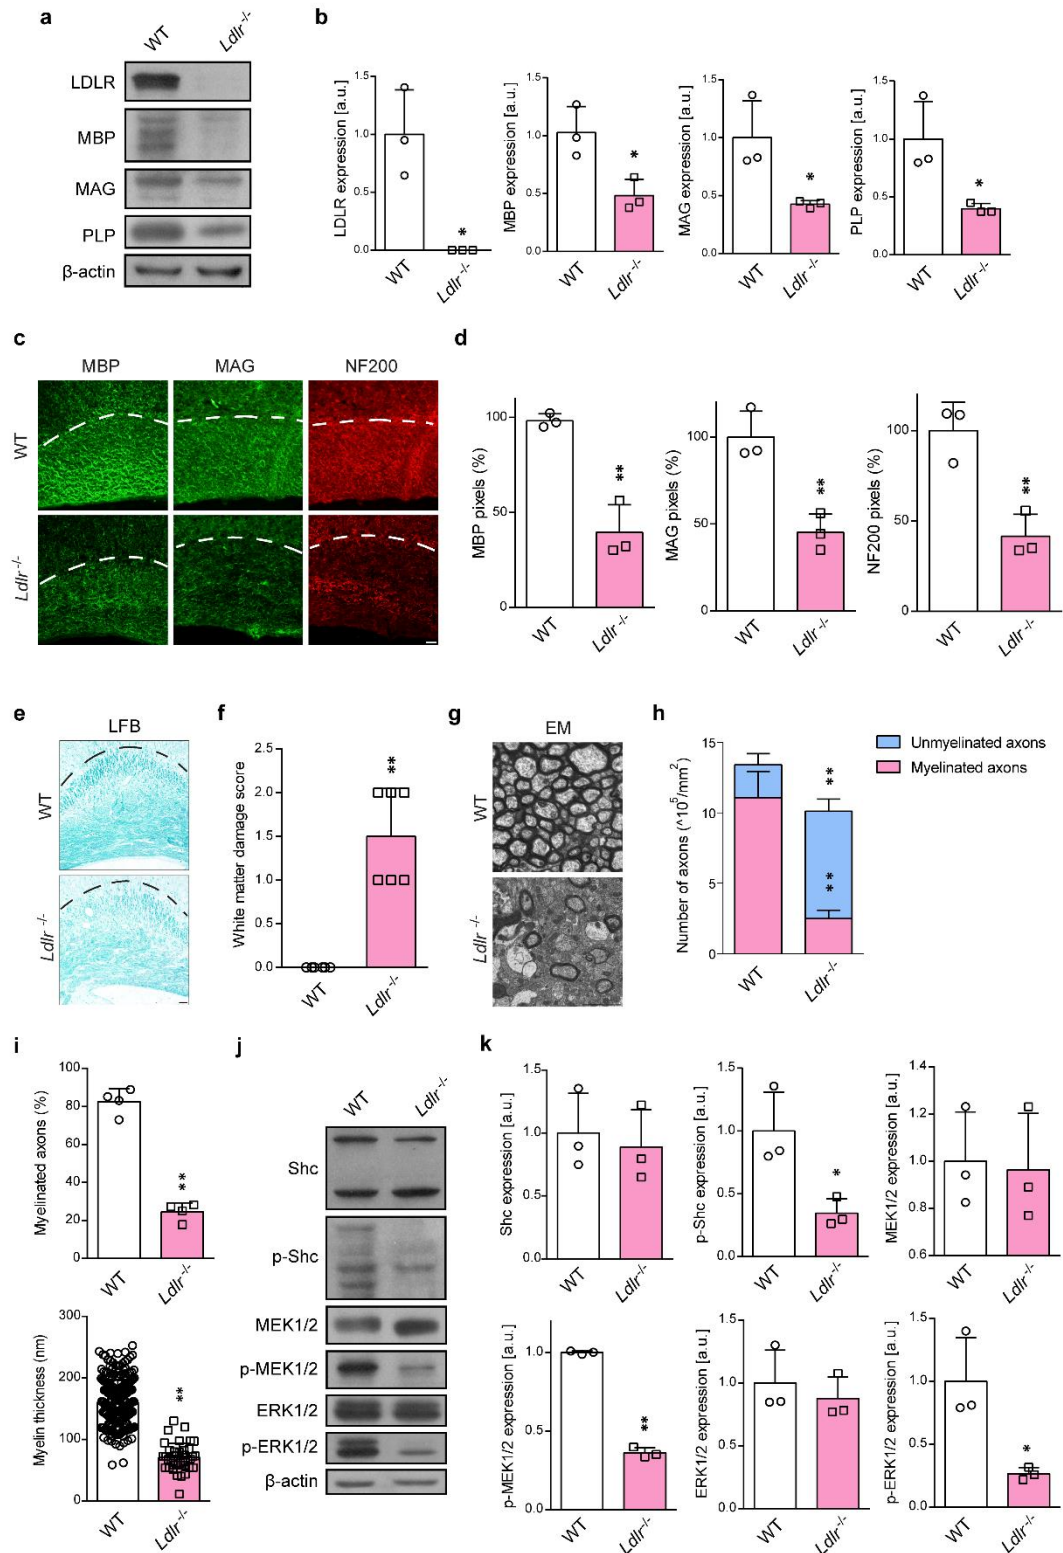 a
WT
Ldlr -/-
LDLR
MBP
MAG
PLP
β-actin
b
LDLR expression [a.u.]
1.5
1.0
0.5
0.0
*
WT
Ldlr -/-
MBP expression [a.u.]
1.5
1.0
0.5
0.0
*
WT
Ldlr -/-
MAG expression [a.u.]
1.5
1.0
0.5
0.0
*
WT
Ldlr -/-
PLP expression [a.u.]
1.5
1.0
0.5
0.0
*
WT
Ldlr -/-
c
MBP
MAG
NF200
WT
Ldlr -/-
d
MBP pixels (%)
100
50
0
**
WT
Ldlr -/-
MAG pixels (%)
100
50
0
**
WT
Ldlr -/-
NF200 pixels (%)
100
50
0
**
WT
Ldlr -/-
e
LFB
WT
Ldlr -/-
f
White matter damage score
2.5
2.0
1.5
1.0
0.5
0.0
**
WT
Ldlr -/-
g
EM
WT
Ldlr -/-
h
Number of axons (^10^5/mm^2)
15
10
5
0
**
**
WT
Ldlr -/-
Unmyelinated axons
Myelinated axons
i
Myelinated axons (%)
100
80
60
40
20
0
**
WT
Ldlr -/-
Myelin thickness (nm)
300
200
100
0
**
WT
Ldlr -/-
j
WT
Ldlr -/-
Shc
p-Shc
MEK1/2
p-MEK1/2
ERK1/2
p-ERK1/2
β-actin
k
Shc expression [a.u.]
1.5
1.0
0.5
0.0
WT
Ldlr -/-
p-Shc expression [a.u.]
1.5
1.0
0.5
0.0
*
WT
Ldlr -/-
MEK1/2 expression [a.u.]
1.4
1.2
1.0
0.8
0.6
WT
Ldlr -/-
p-MEK1/2 expression [a.u.]
1.0
0.5
0.0
**
WT
Ldlr -/-
ERK1/2 expression [a.u.]
1.5
1.0
0.5
0.0
WT
Ldlr -/-
p-ERK1/2 expression [a.u.]
1.5
1.0
0.5
0.0
*
WT
Ldlr -/-